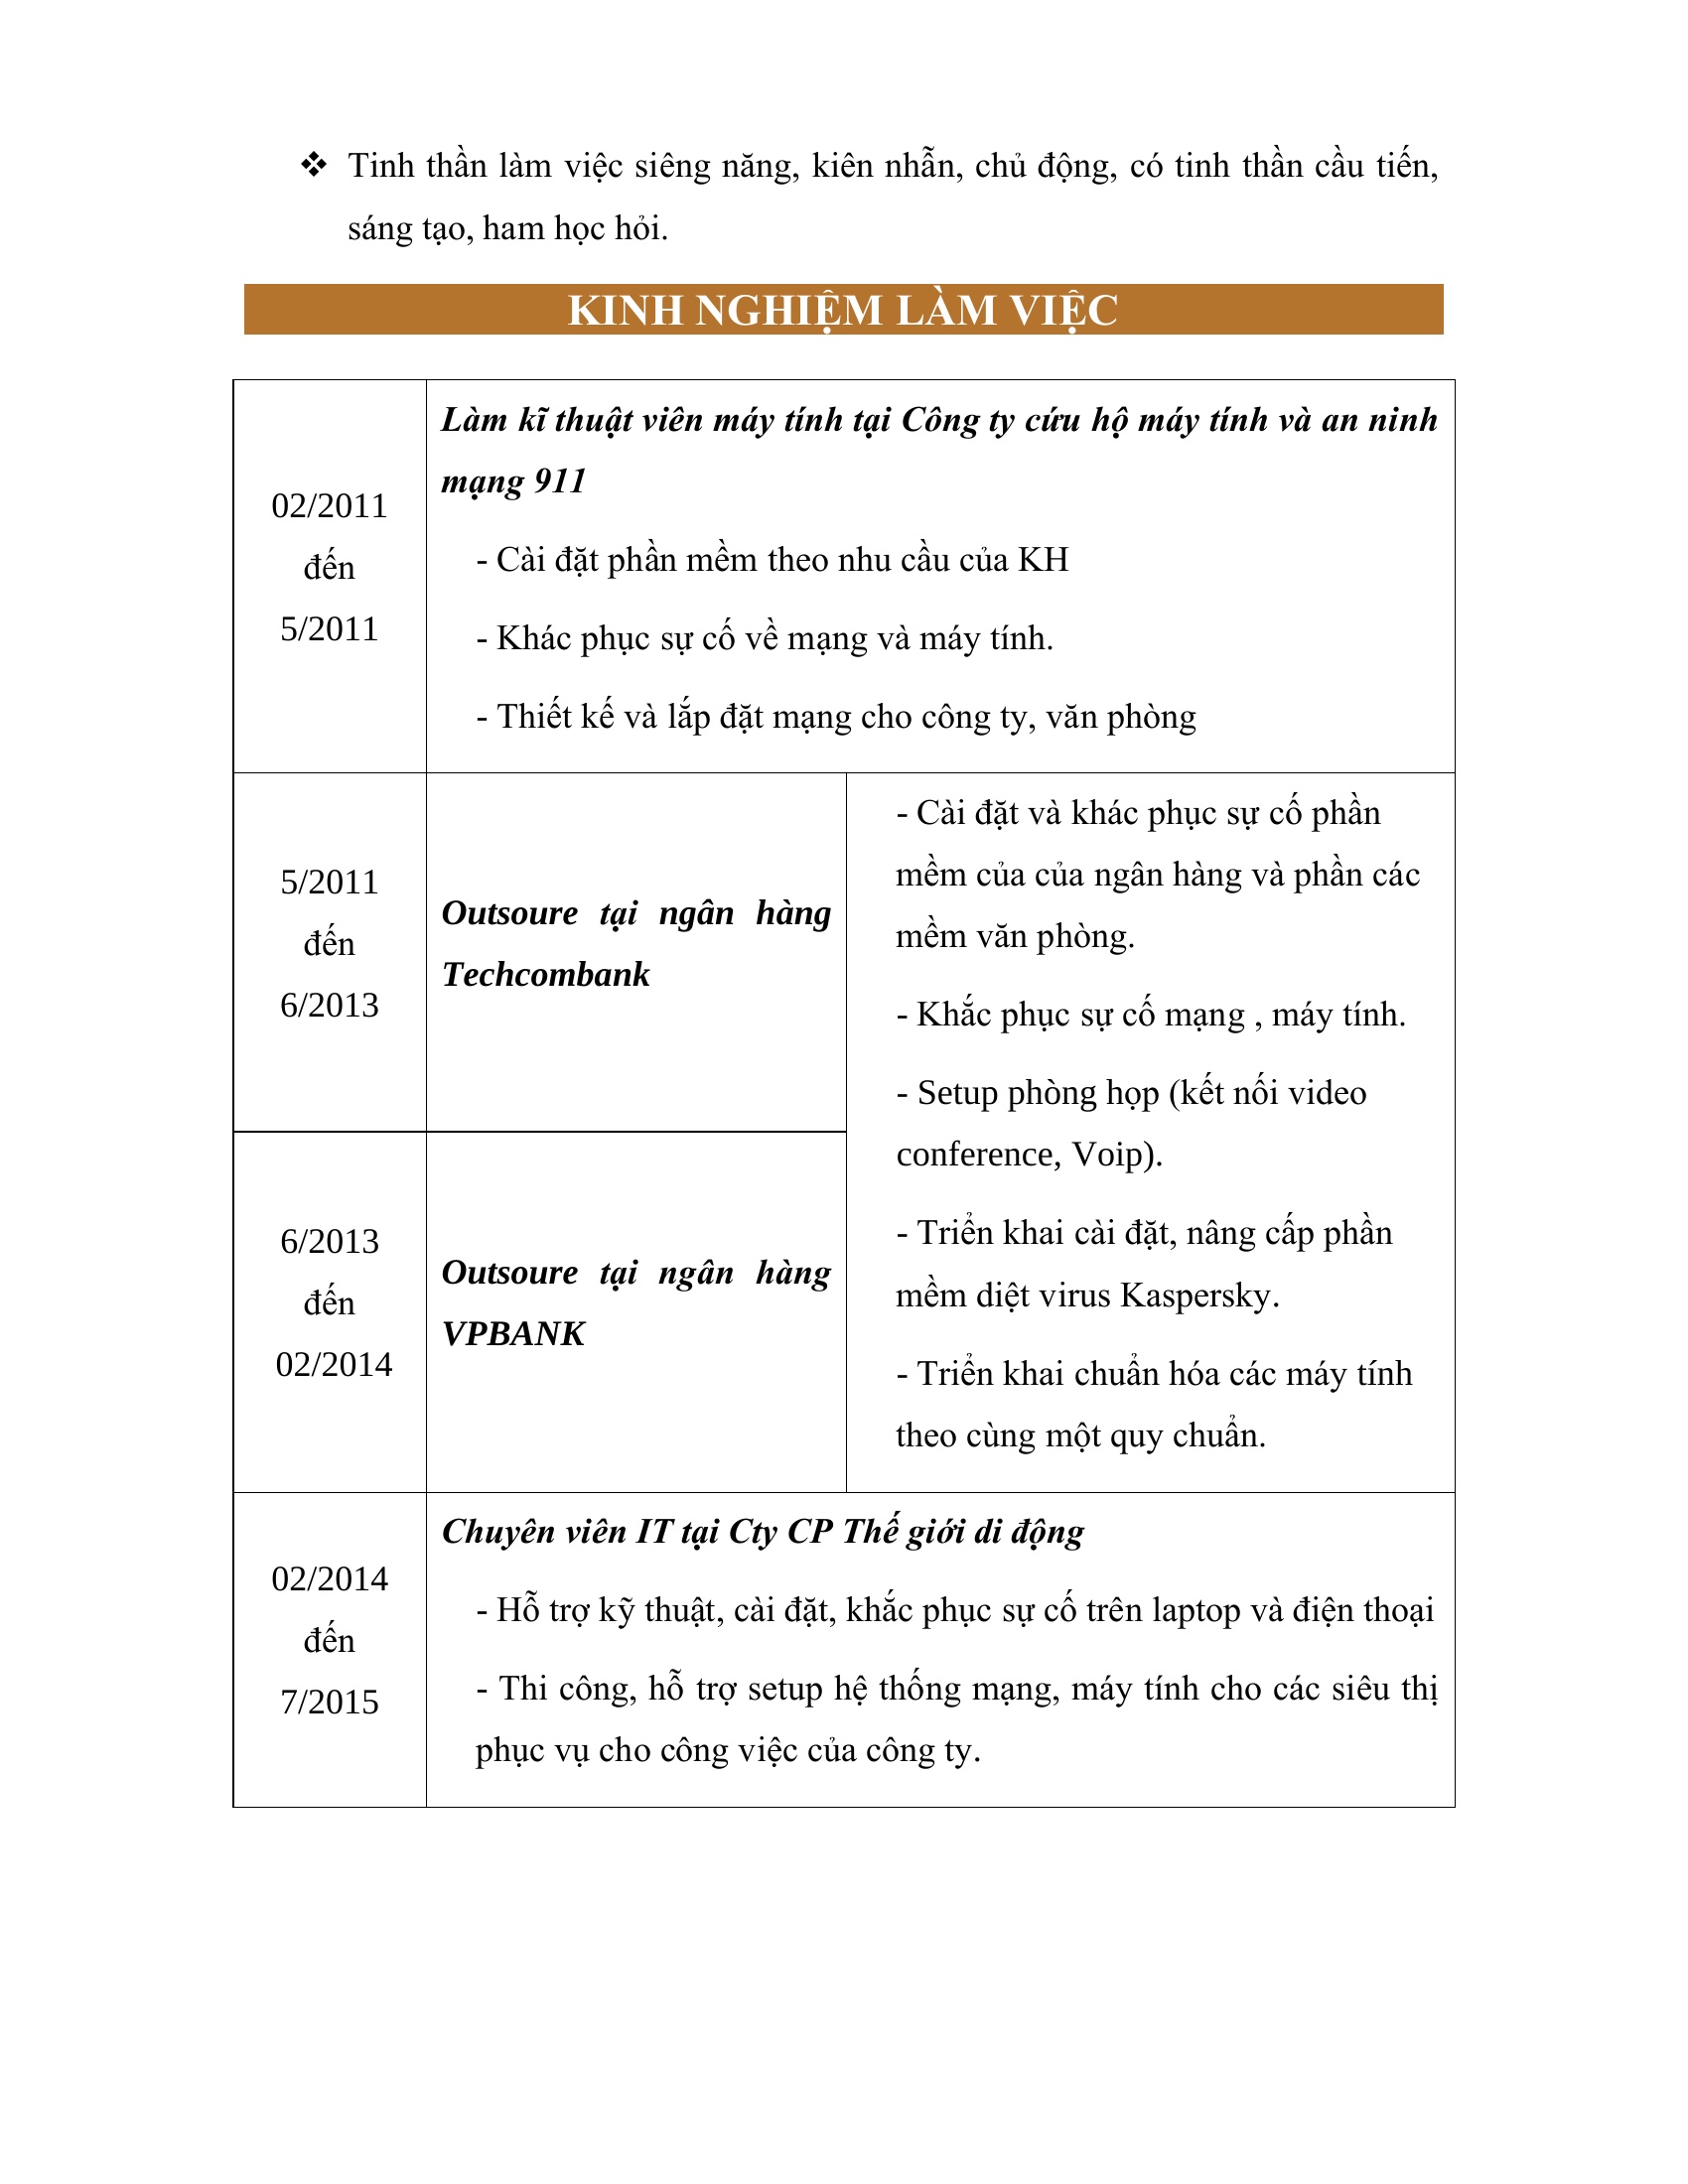 ❖ Tinh thần làm việc siêng năng, kiên nhẫn, chủ động, có tinh thần cầu tiến,
sáng tạo, ham học hỏi.
KINH NGHIỆM LÀM VIỆC
02/2011
đến
5/2011
Làm kĩ thuật viên máy tính tại Công ty cứu hộ máy tính và an ninh
mạng 911
- Cài đặt phần mềm theo nhu cầu của KH
- Khác phục sự cố về mạng và máy tính.
- Thiết kế và lắp đặt mạng cho công ty, văn phòng
5/2011
đến
6/2013
Outsoure tại ngân hàng
Techcombank
- Cài đặt và khác phục sự cố phần
mềm của của ngân hàng và phần các
mềm văn phòng.
- Khắc phục sự cố mạng , máy tính.
- Setup phòng họp (kết nối video
conference, Voip).
- Triển khai cài đặt, nâng cấp phần
mềm diệt virus Kaspersky.
- Triển khai chuẩn hóa các máy tính
theo cùng một quy chuẩn.
6/2013
đến
02/2014
Outsoure tại ngân hàng
VPBANK
02/2014
đến
7/2015
Chuyên viên IT tại Cty CP Thế giới di động
- Hỗ trợ kỹ thuật, cài đặt, khắc phục sự cố trên laptop và điện thoại
- Thi công, hỗ trợ setup hệ thống mạng, máy tính cho các siêu thị
phục vụ cho công việc của công ty.